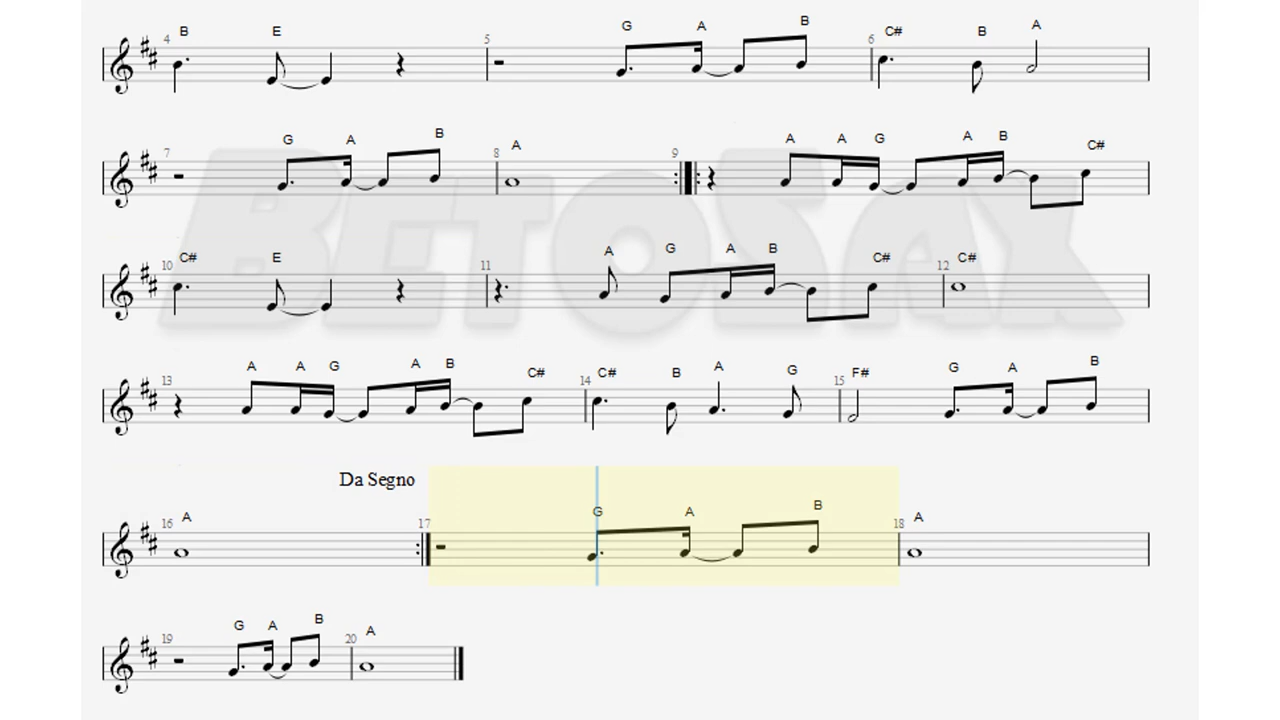 4 B E 5 G A B 6 C# B A
7 G A B 8 A 9 A A G A B C#
BETOSAX
10 C# E 11 A G A B C# 12 C#
13 A A G A B C# 14 C# B A G 15 F# G A B
Da Segno
16 A 17 G A B 18 A
19 G A B 20 A